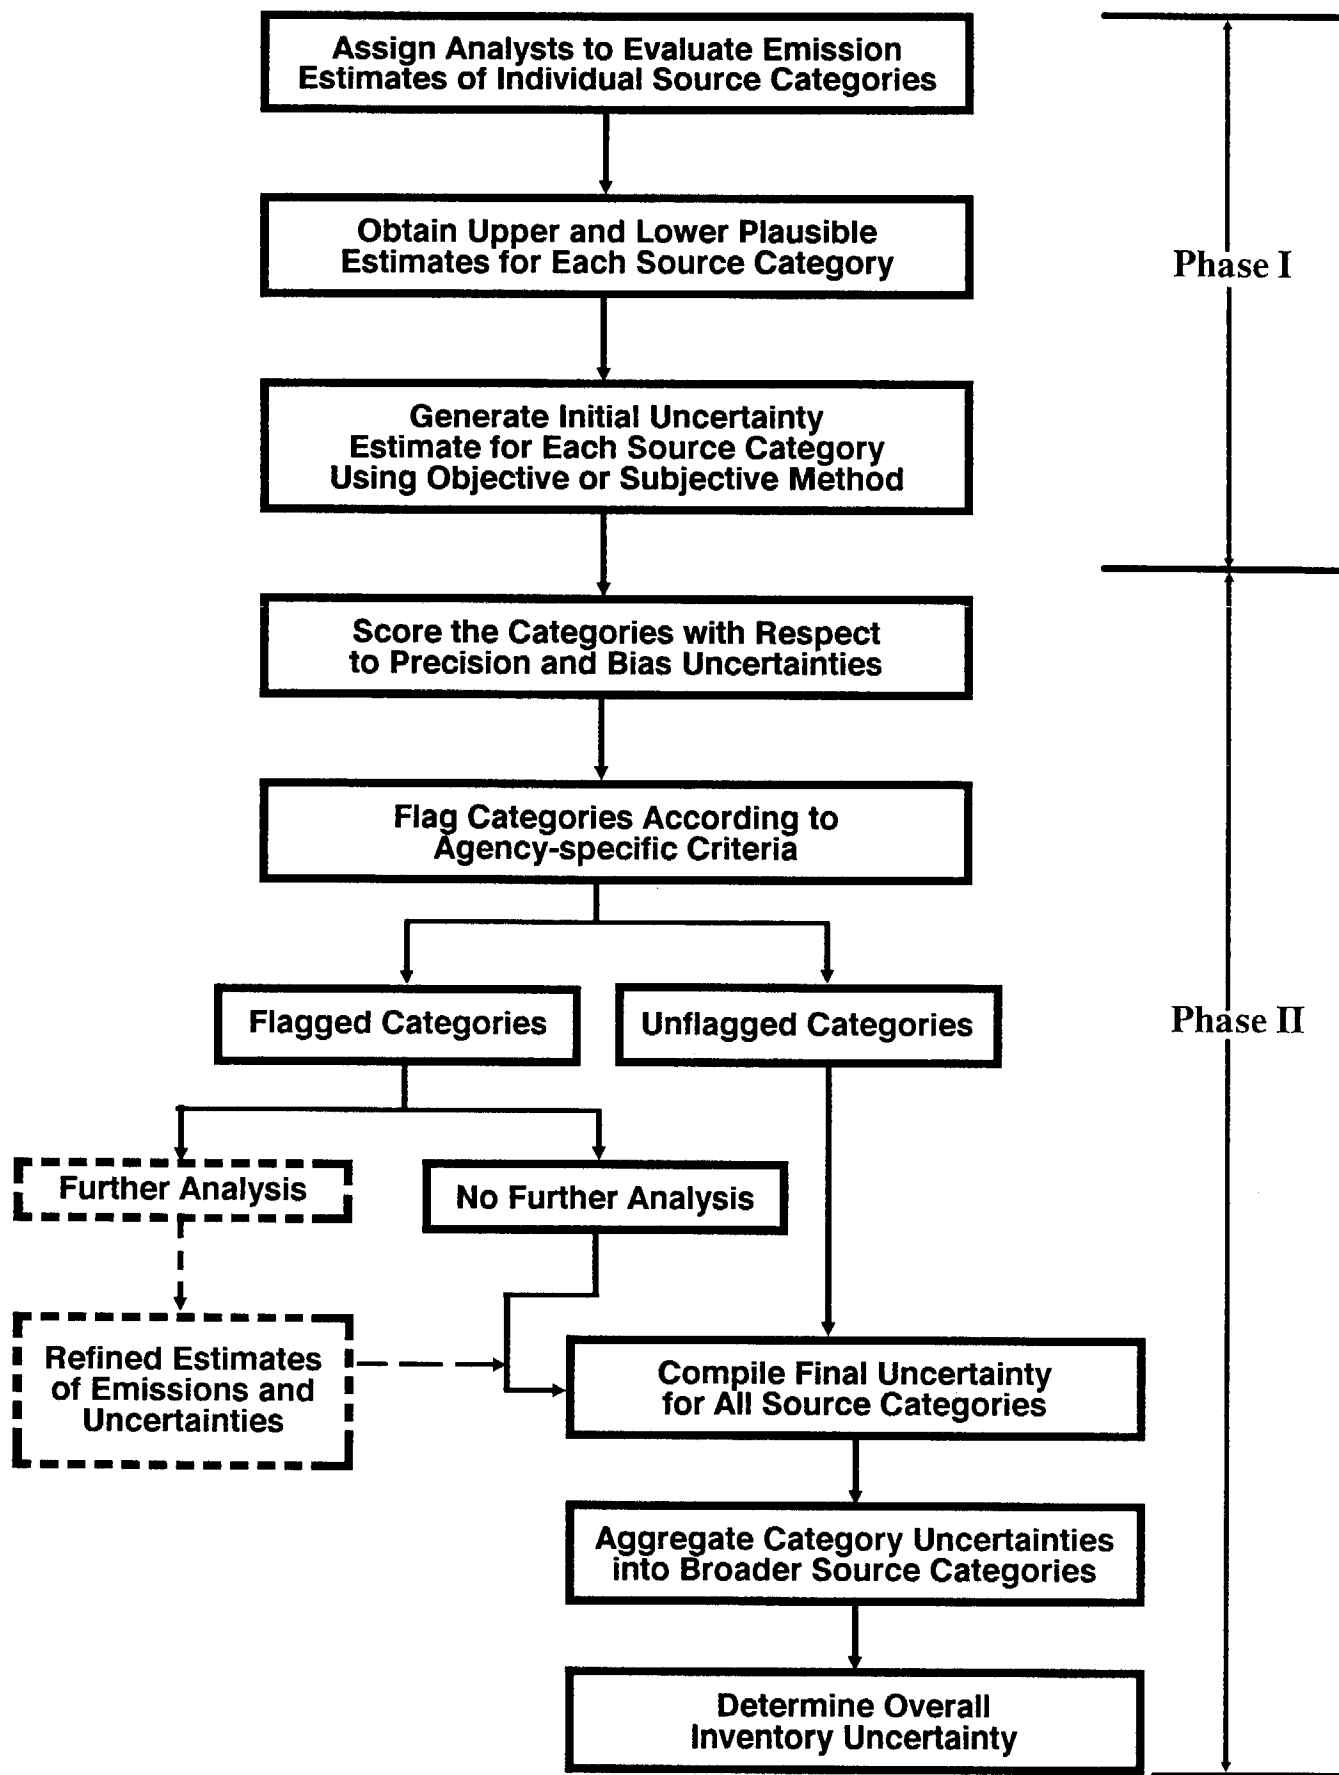 Assign Analysts to Evaluate Emission
Estimates of Individual Source Categories
Obtain Upper and Lower Plausible
Estimates for Each Source Category
Phase I
Generate Initial Uncertainty
Estimate for Each Source Category
Using Objective or Subjective Method
Score the Categories with Respect
to Precision and Bias Uncertainties
Flag Categories According to
Agency-specific Criteria
Flagged Categories
Unflagged Categories
Phase II
Further Analysis
No Further Analysis
Refined Estimates
of Emissions and
Uncertainties
Compile Final Uncertainty
for All Source Categories
Aggregate Category Uncertainties
into Broader Source Categories
Determine Overall
Inventory Uncertainty